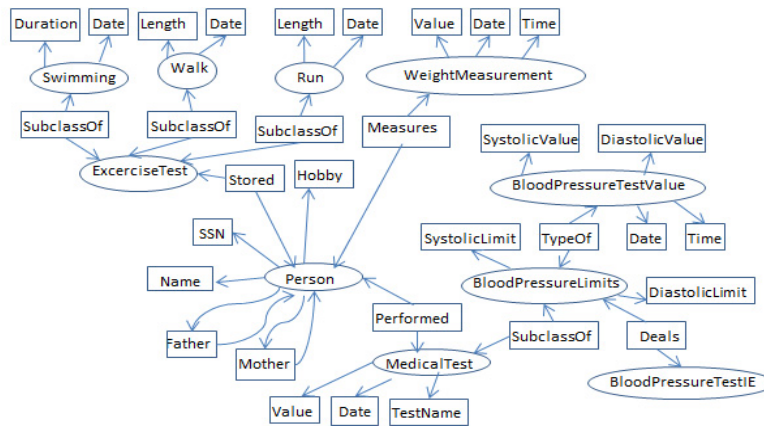 Duration
Date
Length
Date
Length
Date
Value
Date
Time
Swimming
Walk
Run
WeightMeasurement
SubclassOf
SubclassOf
SubclassOf
Measures
SystolicValue
DiastolicValue
ExcerciseTest
Stored
Hobby
BloodPressureTestValue
SSN
SystolicLimit
TypeOf
Date
Time
Name
Person
BloodPressureLimits
DiastolicLimit
Performed
Father
Mother
SubclassOf
Deals
MedicalTest
BloodPressureTestIE
Value
Date
TestName